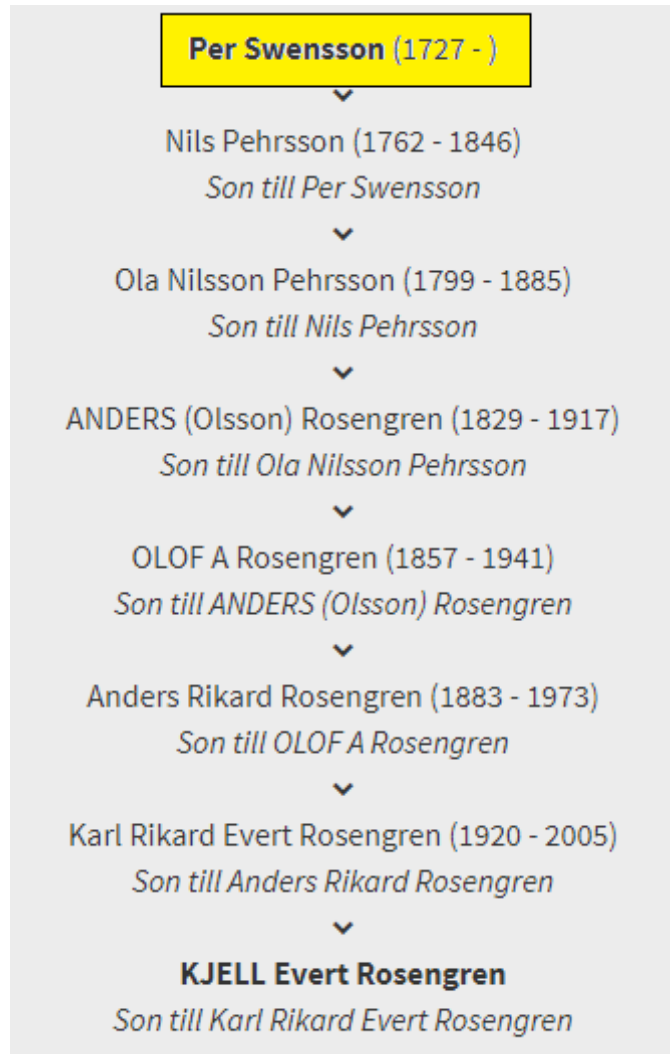 Per Swensson (1727 - )
Nils Pehrsson (1762 - 1846)
Son till Per Swensson
Ola Nilsson Pehrsson (1799 - 1885)
Son till Nils Pehrsson
ANDERS (Olsson) Rosengren (1829 - 1917)
Son till Ola Nilsson Pehrsson
OLOF A Rosengren (1857 - 1941)
Son till ANDERS (Olsson) Rosengren
Anders Rikard Rosengren (1883 - 1973)
Son till OLOF A Rosengren
Karl Rikard Evert Rosengren (1920 - 2005)
Son till Anders Rikard Rosengren
KJELL Evert Rosengren
Son till Karl Rikard Evert Rosengren